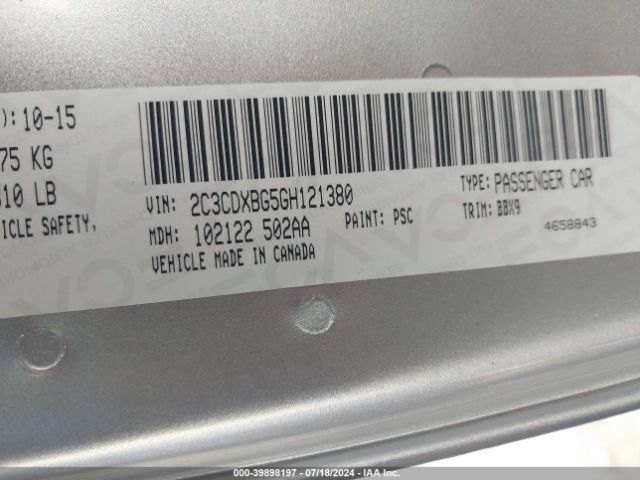 ): 10-15
75 KG
10 LB
ICLE SAFETY,
VIN: 2C3CDXBG5GH121380
TYPE: PASSENGER CAR
MDH: 102122 502AA
PAINT: PSC
TRIM: BBX9
VEHICLE MADE IN CANADA
4658843
000-39898197 - 07/18/2024 - IAA Inc.